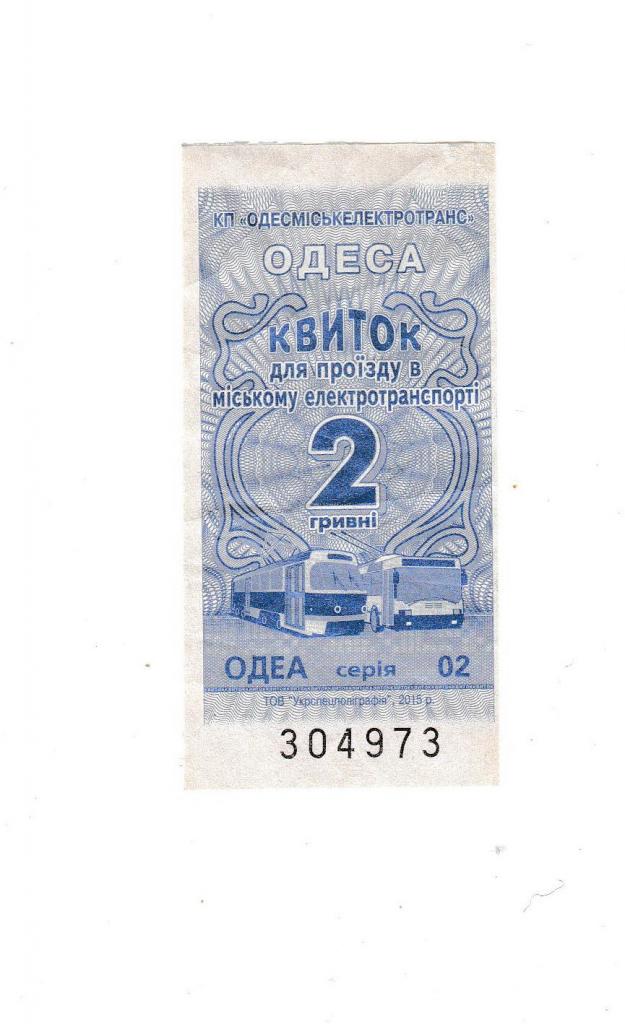 КП «ОДЕСМІСЬКЕЛЕКТРОТРАНС»
ОДЕСА
КВИТОК
для проїзду в
міському електротранспорті
2
гривні
ОДЕА серія 02
ТОВ "Укрспецполіграфія", 2015 р.
304973